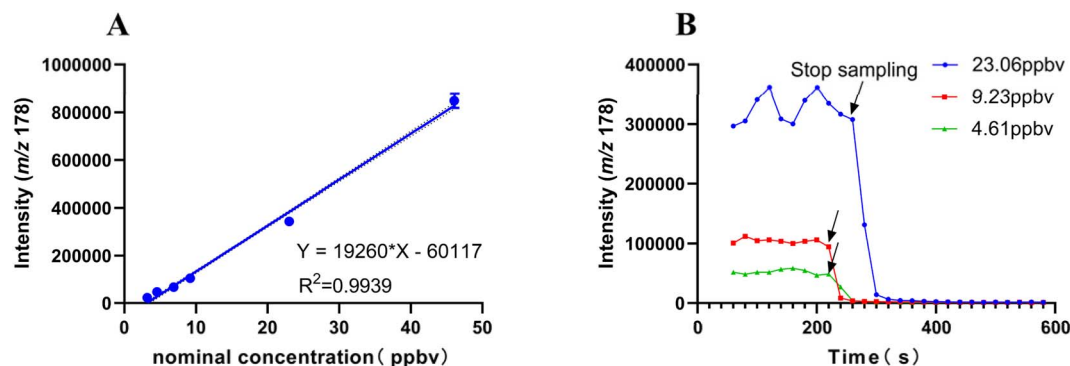 A
Intensity (m/z 178)
1000000
800000
600000
400000
200000
0
Y = 19260*X - 60117
R²=0.9939
0 10 20 30 40 50
nominal concentration( ppbv)
B
Intensity (m/z 178)
400000
300000
200000
100000
0
Stop sampling
23.06ppbv
9.23ppbv
4.61ppbv
0 200 400 600
Time( s)